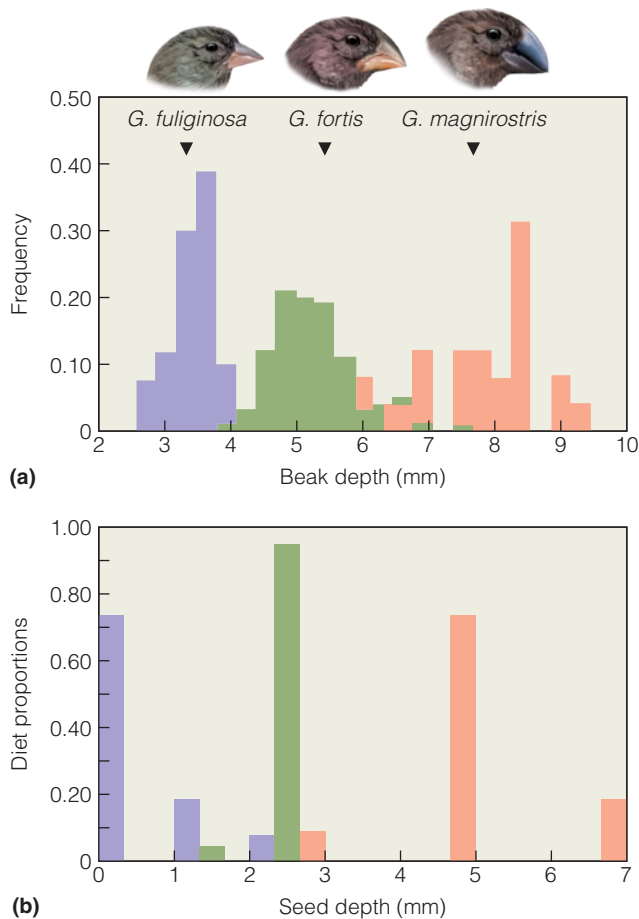 G. fuliginosa G. fortis G. magnirostris
0.50
0.40
0.30
0.20
0.10
0
Frequency
2 3 4 5 6 7 8 9 10
Beak depth (mm)
(a)
1.00
0.80
0.60
0.40
0.20
0
Diet proportions
0 1 2 3 4 5 6 7
Seed depth (mm)
(b)